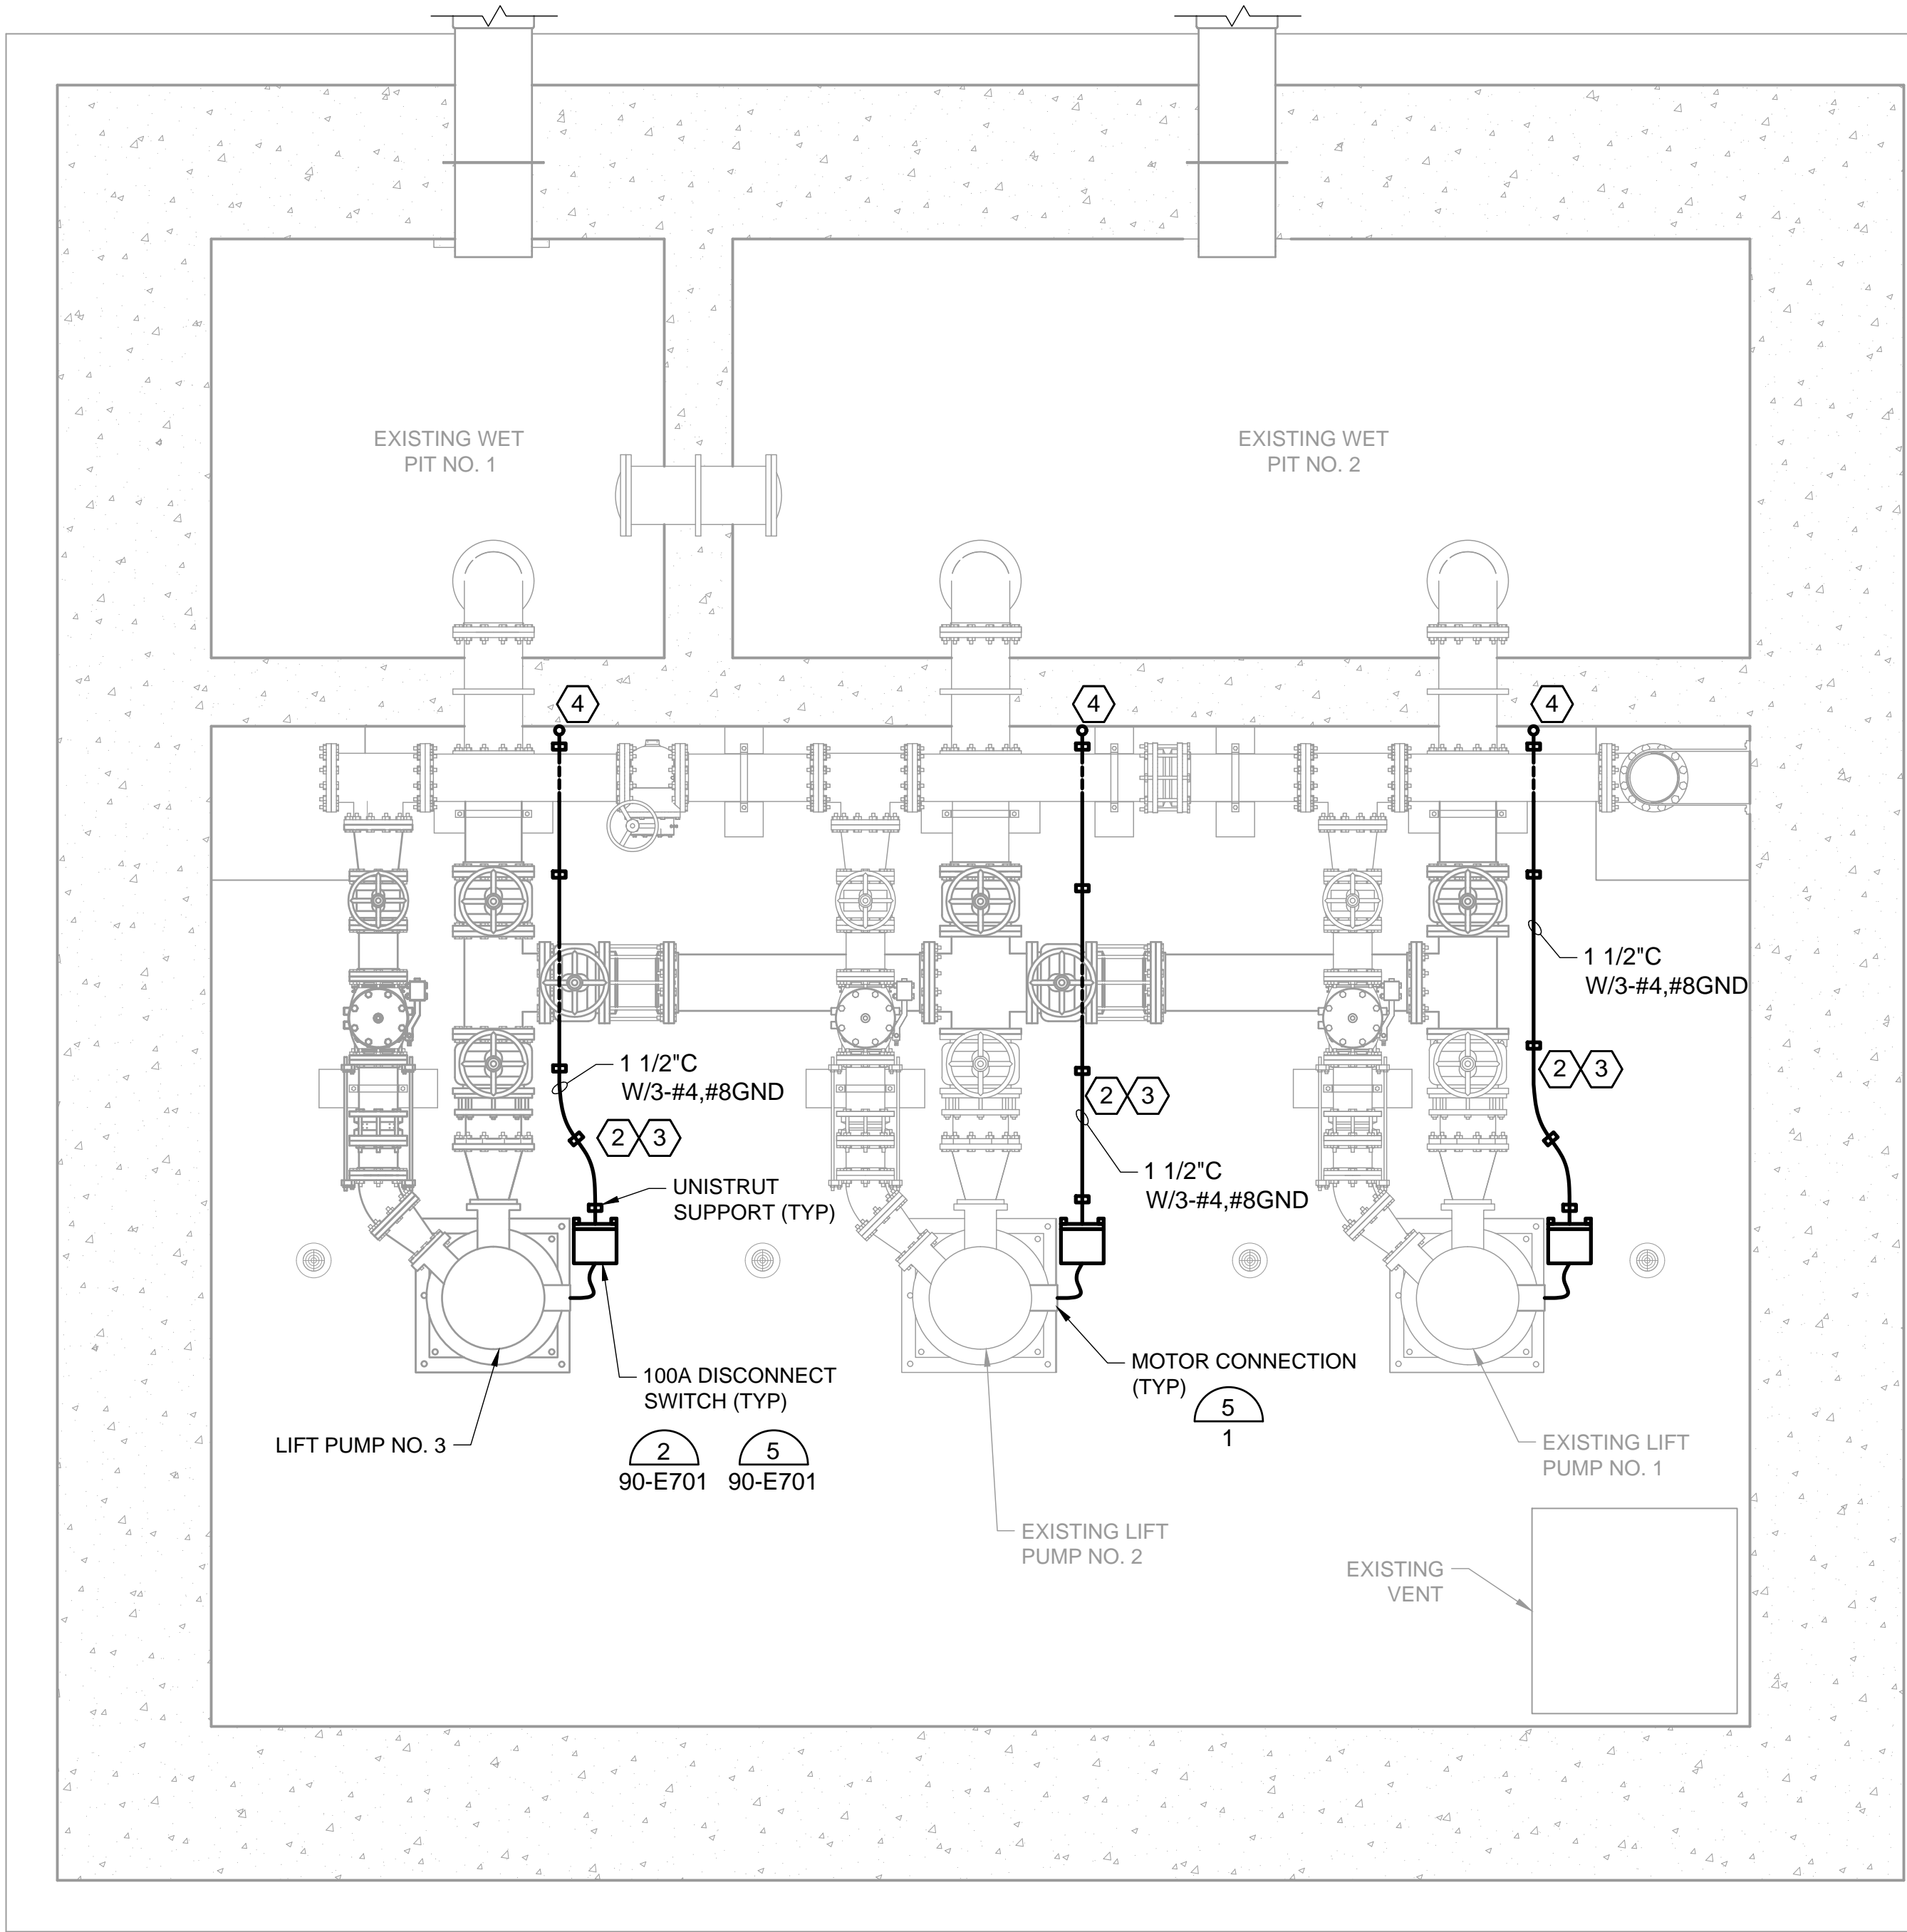 EXISTING WET
PIT NO. 1
EXISTING WET
PIT NO. 2
4
4
4
1 1/2"C
W/3-#4,#8GND
2
3
1 1/2"C
W/3-#4,#8GND
2
3
2
3
1 1/2"C
W/3-#4,#8GND
UNISTRUT
SUPPORT (TYP)
100A DISCONNECT
SWITCH (TYP)
2
90-E701
5
90-E701
MOTOR CONNECTION
(TYP)
5
1
LIFT PUMP NO. 3
EXISTING LIFT
PUMP NO. 1
EXISTING LIFT
PUMP NO. 2
EXISTING
VENT